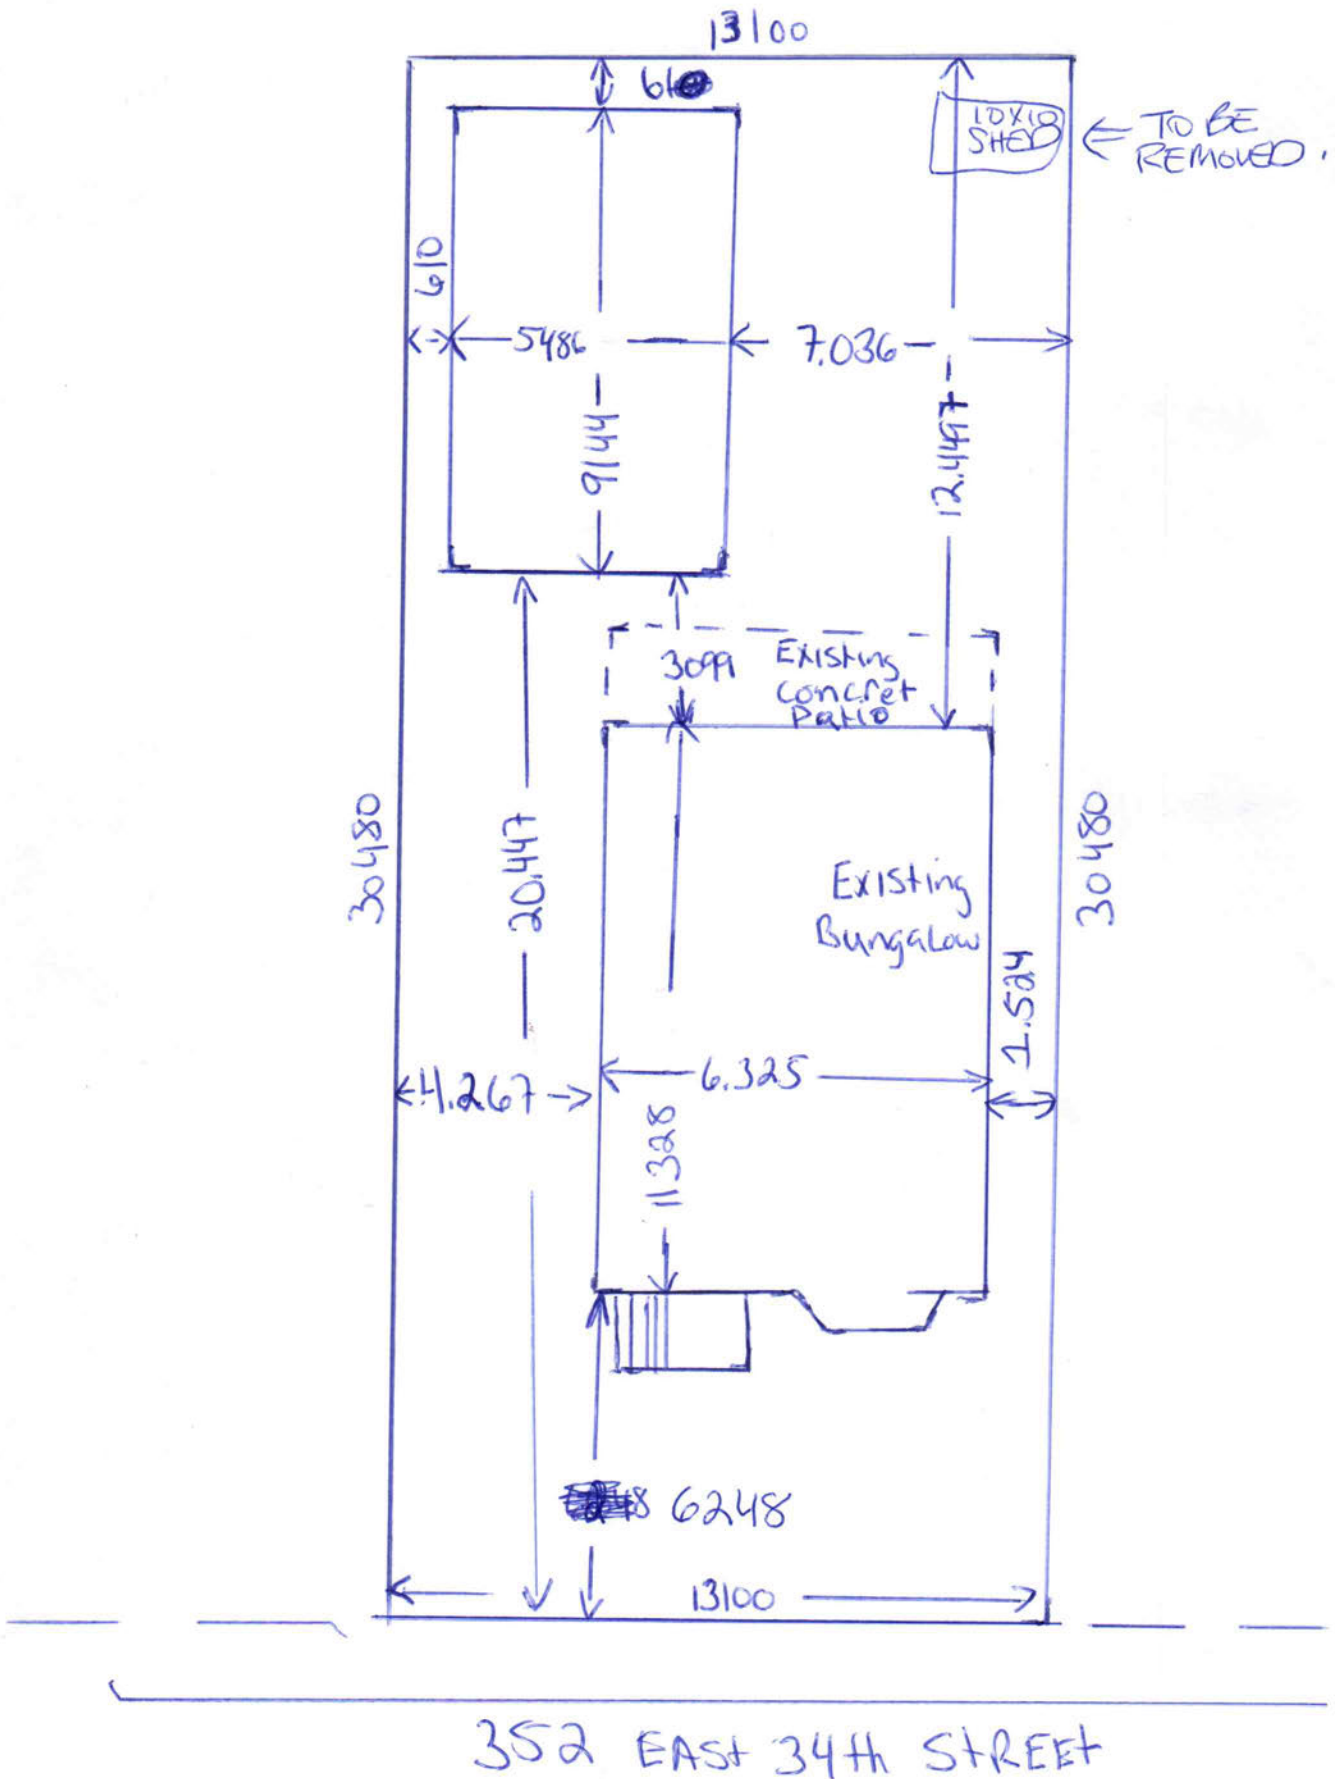 13100
610
10X10
SHED
← TO BE
REMOVED.
610
5486
7.036
9144
12.4497
3099
Existing
Concret
Patio
30480
20.447
Existing
Bungalow
30480
1.524
6.325
4.267
11328
6248
13100
352 EAST 34th STREET